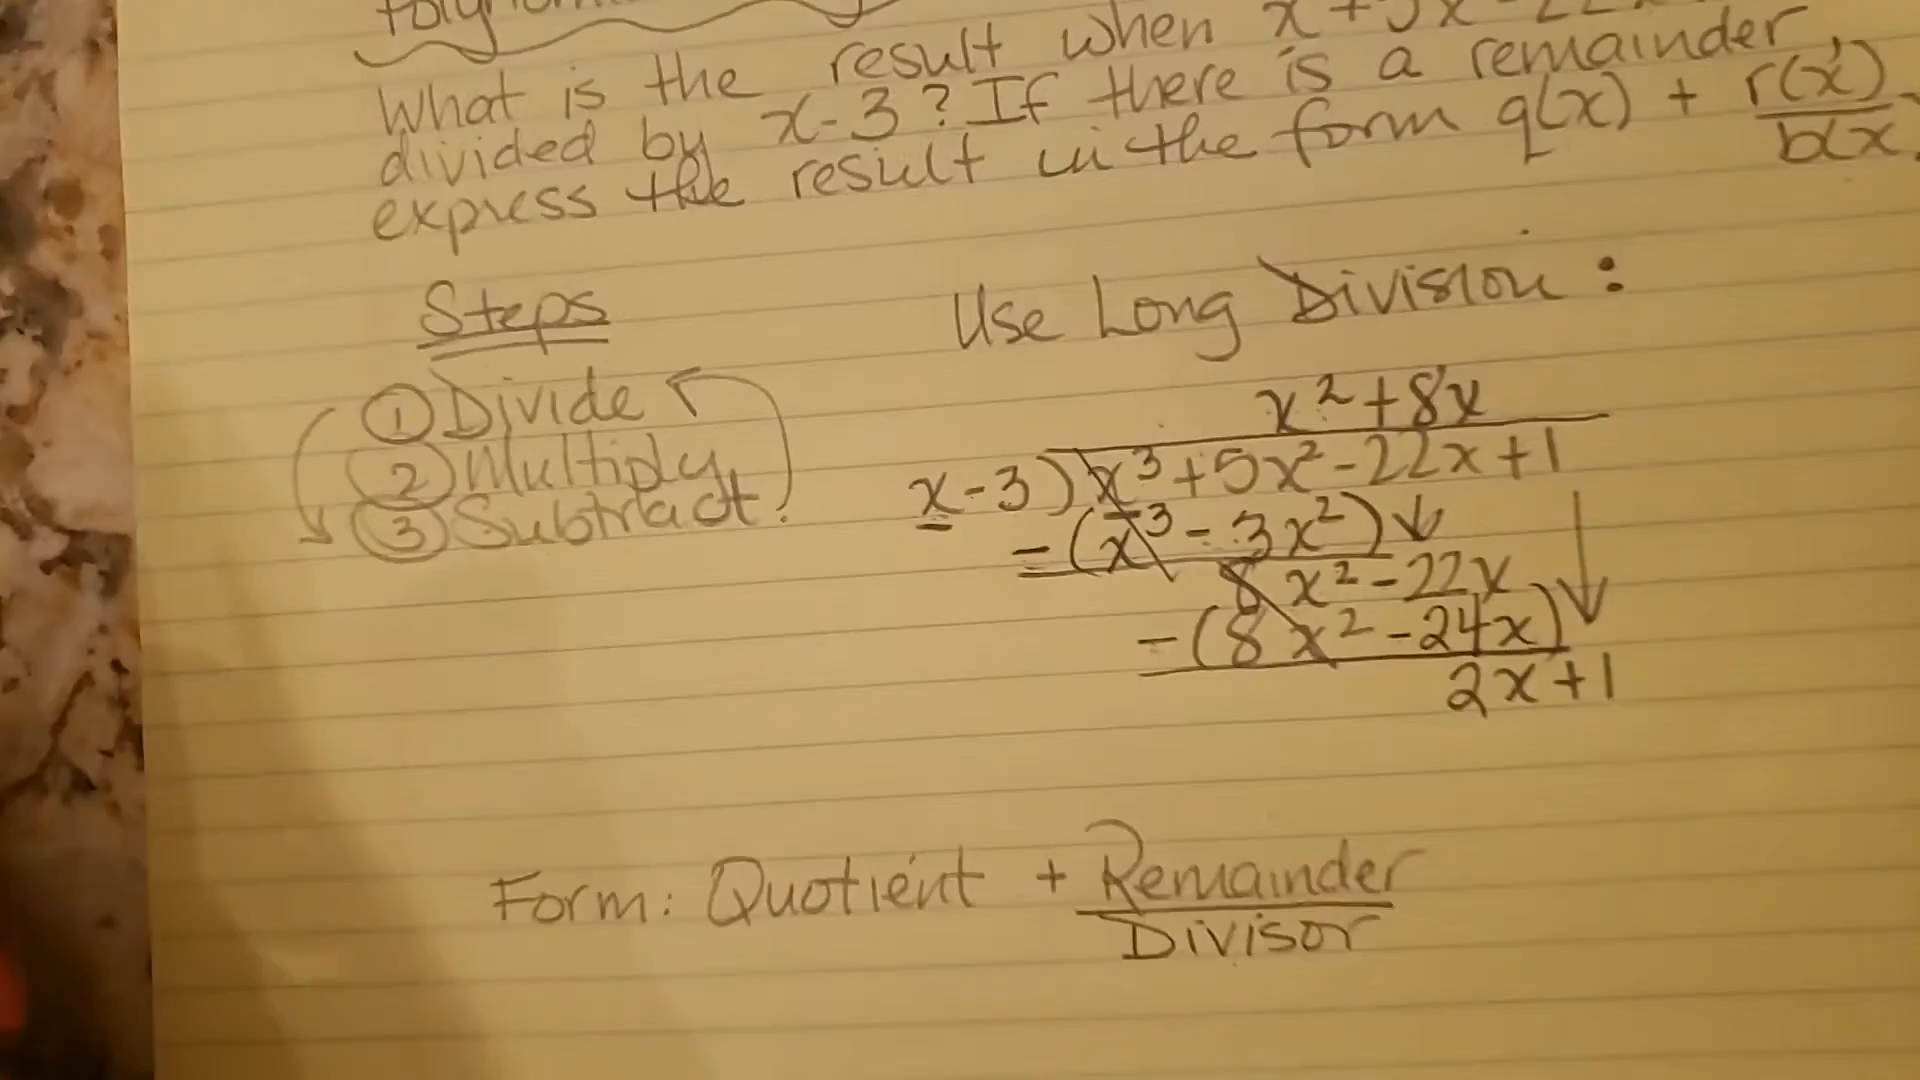 What is the result when x + 5x - 22x
divided by x-3? If there is a remainder,
express the result in the form q(x) + r(x)/b(x)
Steps
① Divide
② Multiply
③ Subtract
Use Long Division:
x² + 8x
x-3 ) x³ + 5x² - 22x + 1
-(x³ - 3x²)
8x² - 22x
-(8x² - 24x)
2x + 1
Form: Quotient + Remainder
Divisor